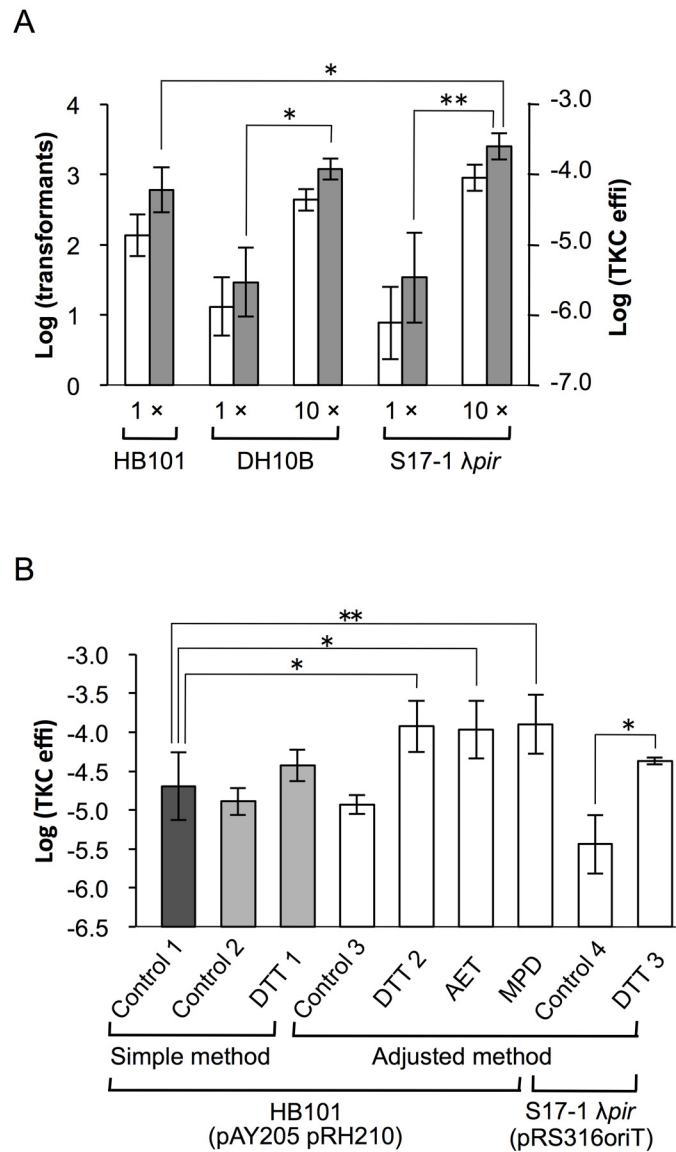 A
*
4 -3.0
* **
3 -4.0
2 -5.0
1 -6.0
0 -7.0
Log (transformants)
Log (TKC effi)
1 × 1 × 10 × 1 × 10 ×
HB101 DH10B S17-1 λpir
B
**
*
*
*
-3.0
-3.5
-4.0
-4.5
-5.0
-5.5
-6.0
-6.5
Log (TKC effi)
Control 1 Control 2 DTT 1 Control 3 DTT 2 AET MPD Control 4 DTT 3
Simple method Adjusted method
HB101 S17-1 λpir
(pAY205 pRH210) (pRS316oriT)